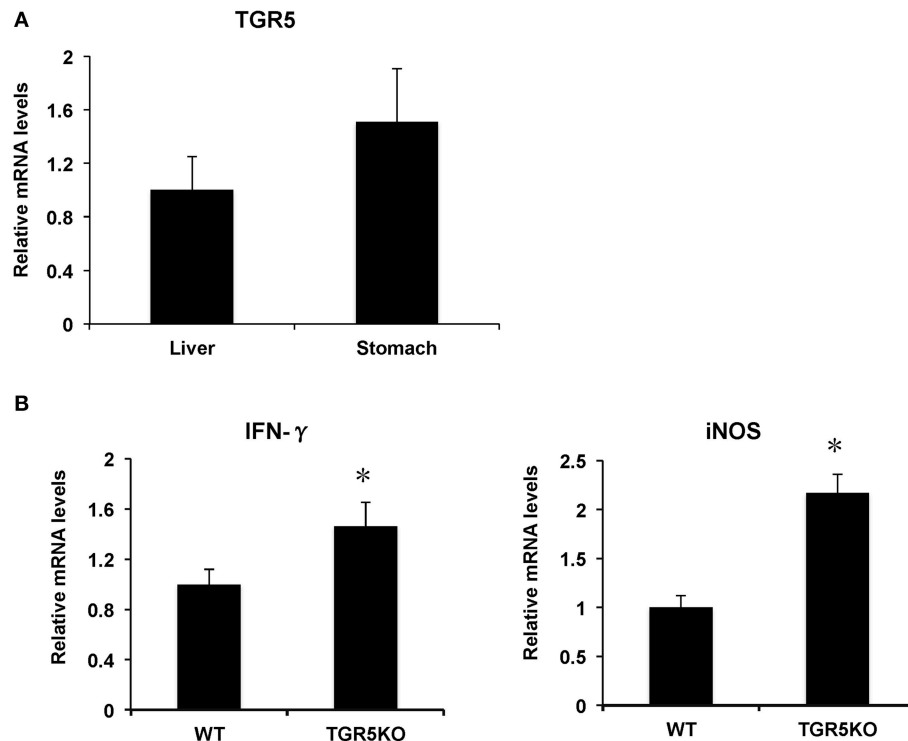 A
TGR5
Relative mRNA levels
2
1.6
1.2
0.8
0.4
0
Liver
Stomach
B
IFN- γ
Relative mRNA levels
2
1.6
1.2
0.8
0.4
0
*
WT
TGR5KO
iNOS
Relative mRNA levels
2.5
2
1.5
1
0.5
0
*
WT
TGR5KO